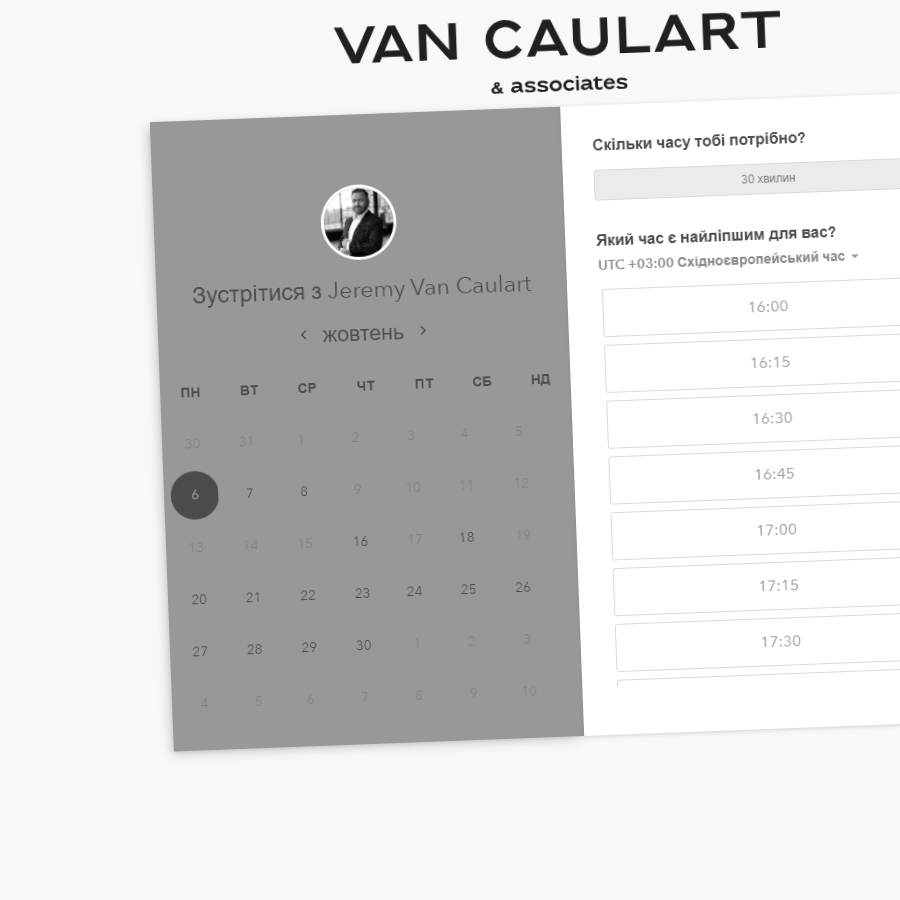 VAN CAULART
& associates
Зустрітися з Jeremy Van Caulart
жовтень
ПН ВТ СР ЧТ ПТ СБ НД
30 31 1 2 3 4 5
6 7 8 9 10 11 12
13 14 15 16 17 18 19
20 21 22 23 24 25 26
27 28 29 30 1 2 3
4 5 6 7 8 9 10
Скільки часу тобі потрібно?
30 хвилин
Який час є найліпшим для вас?
UTC +03:00 Східноєвропейський час
16:00
16:15
16:30
16:45
17:00
17:15
17:30